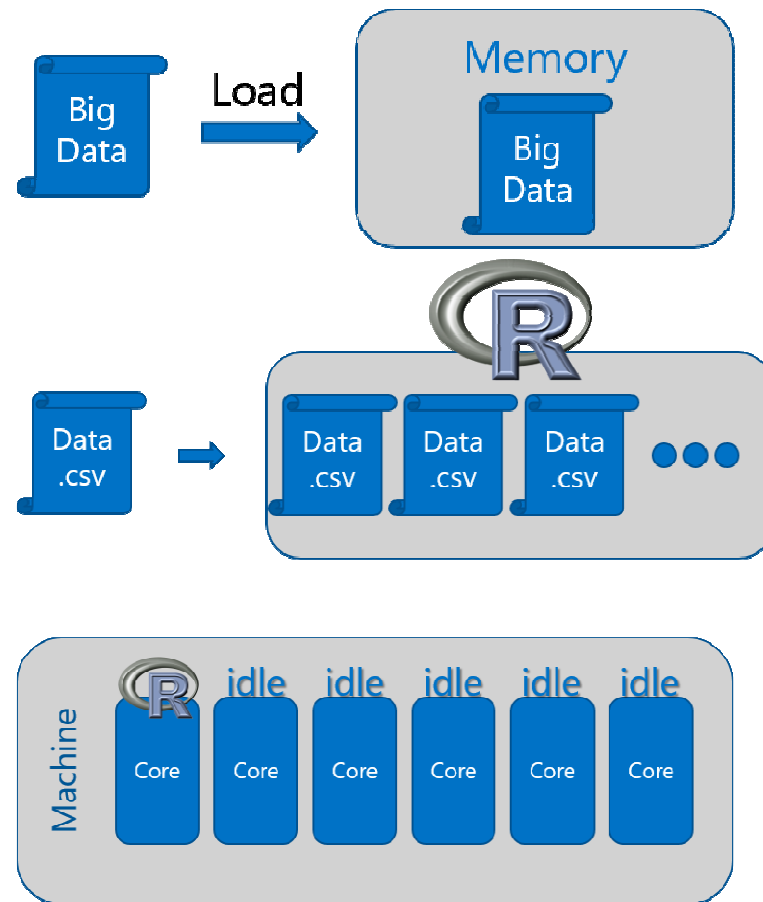 Memory
Load
Big
Data
Big
Data
R
Data
.csv
Data
.csv
Data
.csv
Data
.csv
Machine
R
idle
idle
idle
idle
idle
Core
Core
Core
Core
Core
Core